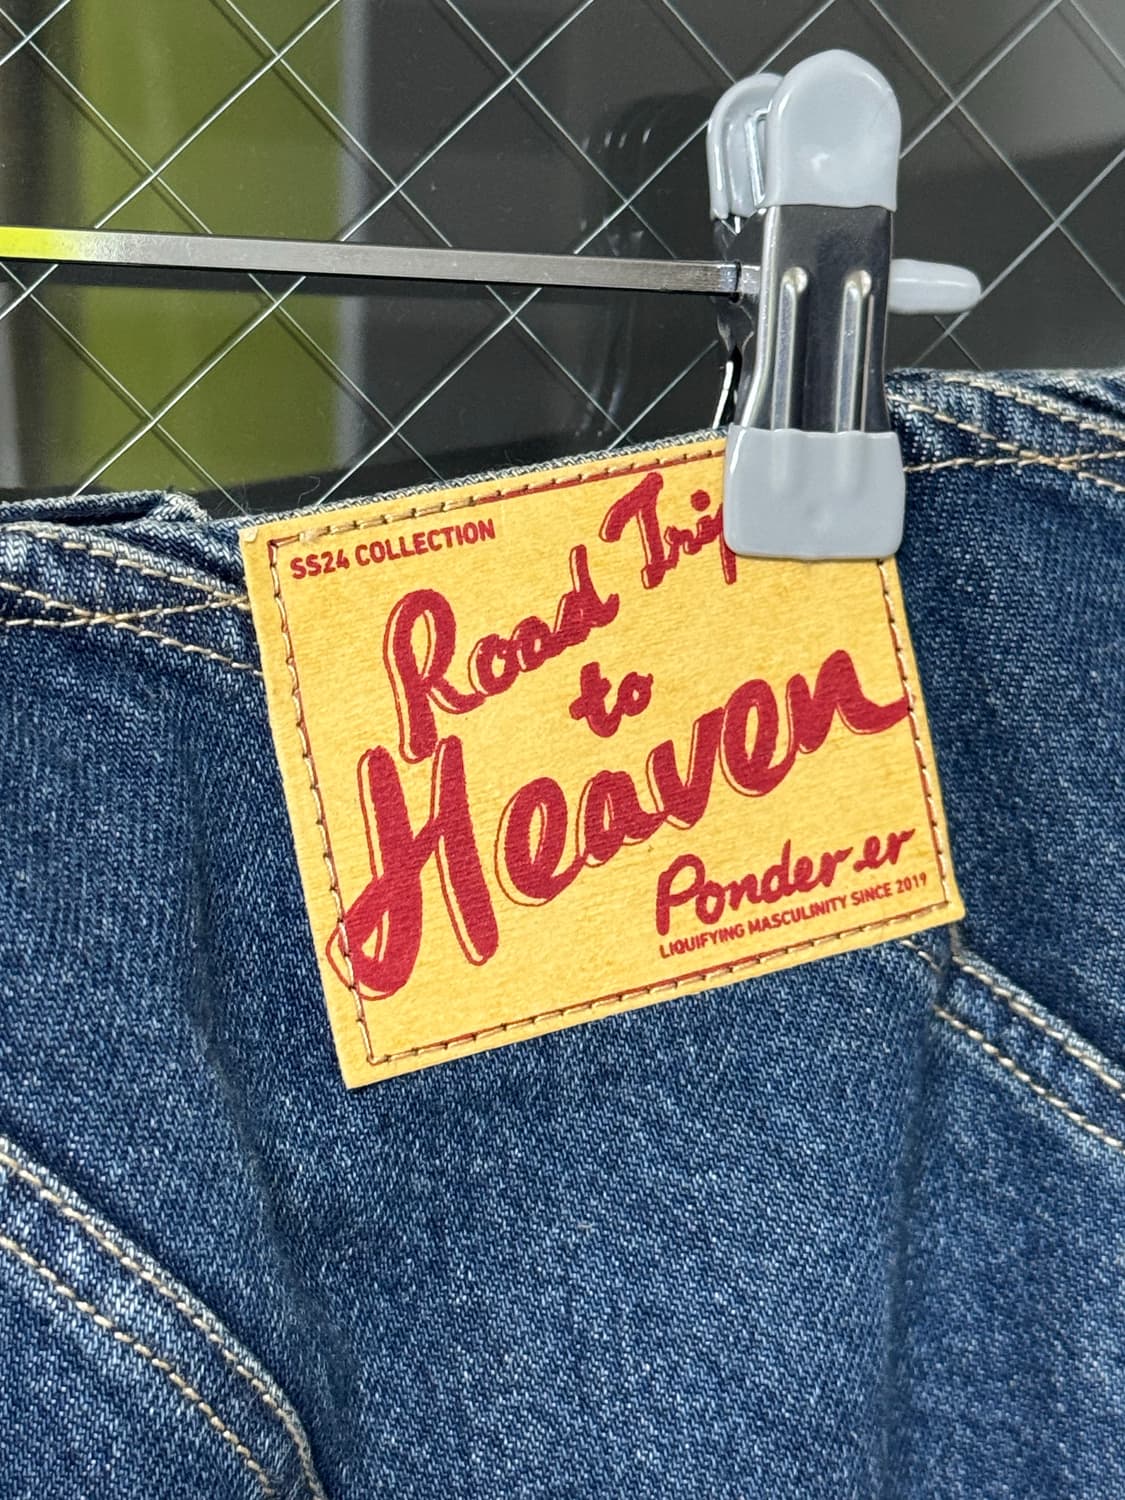 SS24 COLLECTION
Road Trip
to
Heaven
Ponder-er
LIQUIFYING MASCULINITY SINCE 2019